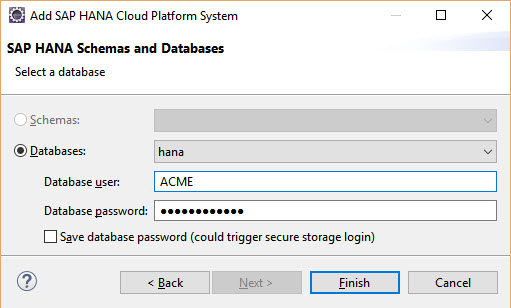 Add SAP HANA Cloud Platform System
SAP HANA Schemas and Databases
Select a database
Schemas:
Databases: hana
Database user: ACME
Database password: ●●●●●●●●●●●●
Save database password (could trigger secure storage login)
? < Back Next > Finish Cancel